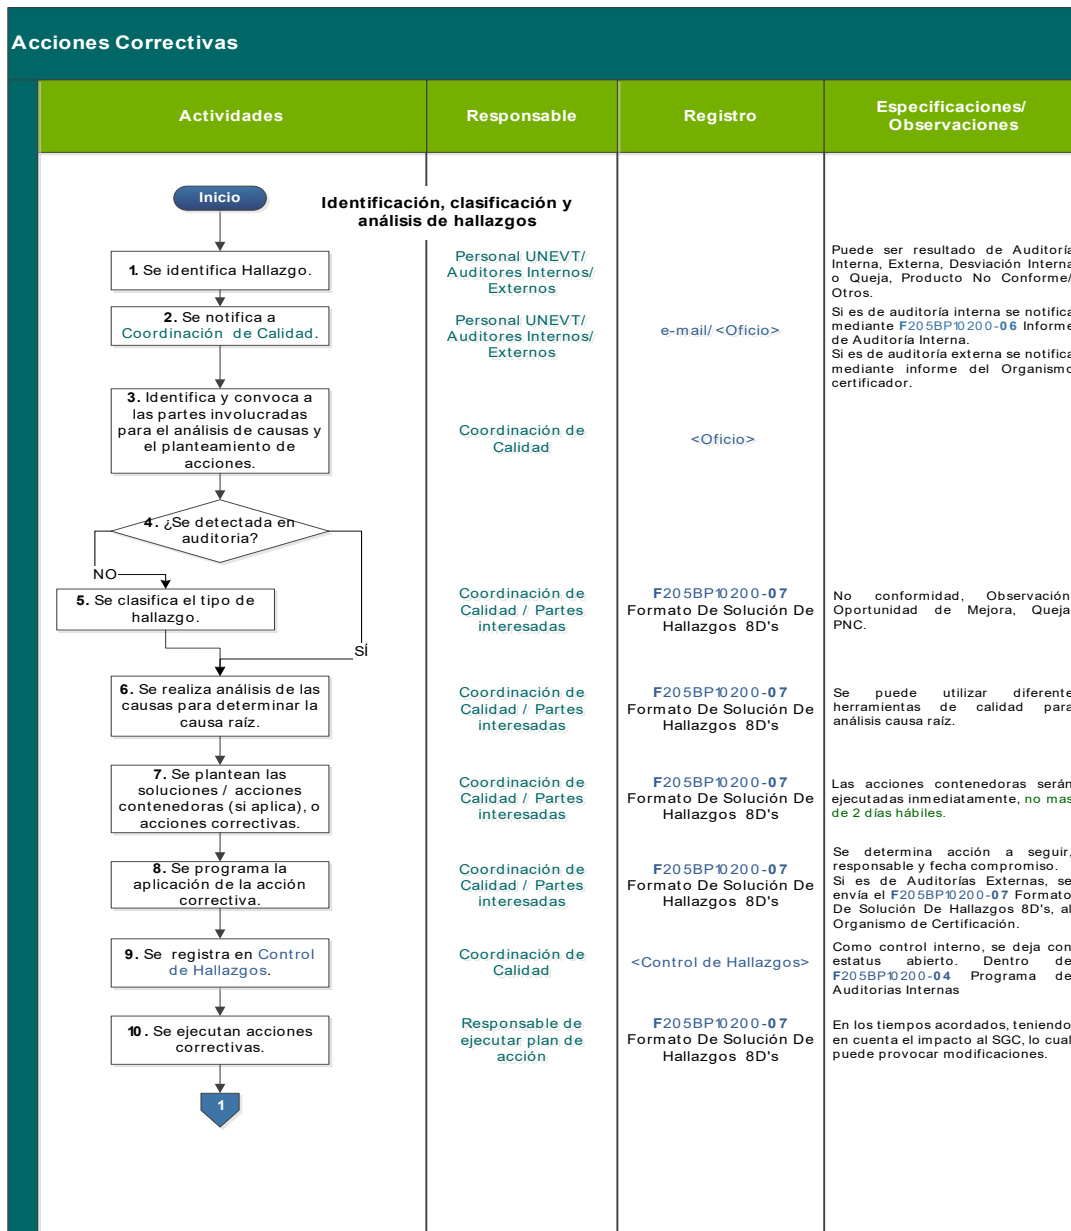 Acciones Correctivas
Actividades
Responsable
Registro
Especificaciones/
Observaciones
Inicio
Identificación, clasificación y
análisis de hallazgos
1. Se identifica Hallazgo.
Personal UNEVT/
Auditores Internos/
Externos
Puede ser resultado de Auditoría
Interna, Externa, Desviación Interna
o Queja, Producto No Conforme/
Otros.
2. Se notifica a
Coordinación de Calidad.
Personal UNEVT/
Auditores Internos/
Externos
e-mail/ <Oficio>
Si es de auditoría interna se notifica
mediante F205BP10200-06 Informe
de Auditoría Interna.
Si es de auditoría externa se notifica
mediante informe del Organismo
certificador.
3. Identifica y convoca a
las partes involucradas
para el análisis de causas y
el planteamiento de
acciones.
Coordinación de
Calidad
<Oficio>
4. ¿Se detectada en
auditoria?
NO
SÍ
5. Se clasifica el tipo de
hallazgo.
Coordinación de
Calidad / Partes
interesadas
F205BP10200-07
Formato De Solución De
Hallazgos 8D's
No conformidad, Observación
Oportunidad de Mejora, Queja
PNC.
6. Se realiza análisis de las
causas para determinar la
causa raíz.
Coordinación de
Calidad / Partes
interesadas
F205BP10200-07
Formato De Solución De
Hallazgos 8D's
Se puede utilizar diferente
herramientas de calidad para
análisis causa raíz.
7. Se plantean las
soluciones / acciones
contenedoras (si aplica), o
acciones correctivas.
Coordinación de
Calidad / Partes
interesadas
F205BP10200-07
Formato De Solución De
Hallazgos 8D's
Las acciones contenedoras serán
ejecutadas inmediatamente, no mas
de 2 días hábiles.
8. Se programa la
aplicación de la acción
correctiva.
Coordinación de
Calidad / Partes
interesadas
F205BP10200-07
Formato De Solución De
Hallazgos 8D's
Se determina acción a seguir,
responsable y fecha compromiso.
Si es de Auditorías Externas, se
envía el F205BP10200-07 Formato
De Solución De Hallazgos 8D's, al
Organismo de Certificación.
9. Se registra en Control
de Hallazgos.
Coordinación de
Calidad
<Control de Hallazgos>
Como control interno, se deja con
estatus abierto. Dentro de
F205BP10200-04 Programa de
Auditorias Internas
10. Se ejecutan acciones
correctivas.
Responsable de
ejecutar plan de
acción
F205BP10200-07
Formato De Solución De
Hallazgos 8D's
En los tiempos acordados, teniendo
en cuenta el impacto al SGC, lo cual
puede provocar modificaciones.
1